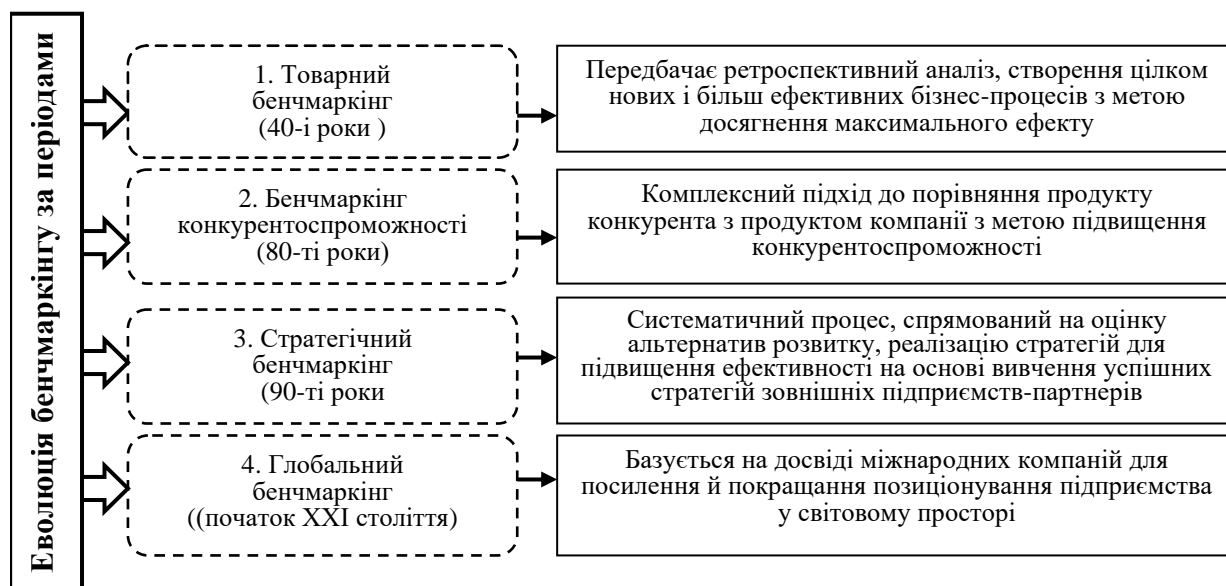 Еволюція бенчмаркінгу за періодами
1. Товарний
бенчмаркінг
(40-і роки )
Передбачає ретроспективний аналіз, створення цілком
нових і більш ефективних бізнес-процесів з метою
досягнення максимального ефекту
2. Бенчмаркінг
конкурентоспроможності
(80-ті роки)
Комплексний підхід до порівняння продукту
конкурента з продуктом компанії з метою підвищення
конкурентоспроможності
3. Стратегічний
бенчмаркінг
(90-ті роки
Систематичний процес, спрямований на оцінку
альтернатив розвитку, реалізацію стратегій для
підвищення ефективності на основі вивчення успішних
стратегій зовнішніх підприємств-партнерів
4. Глобальний
бенчмаркінг
((початок XXI століття)
Базується на досвіді міжнародних компаній для
посилення й покращання позиціонування підприємства
у світовому просторі